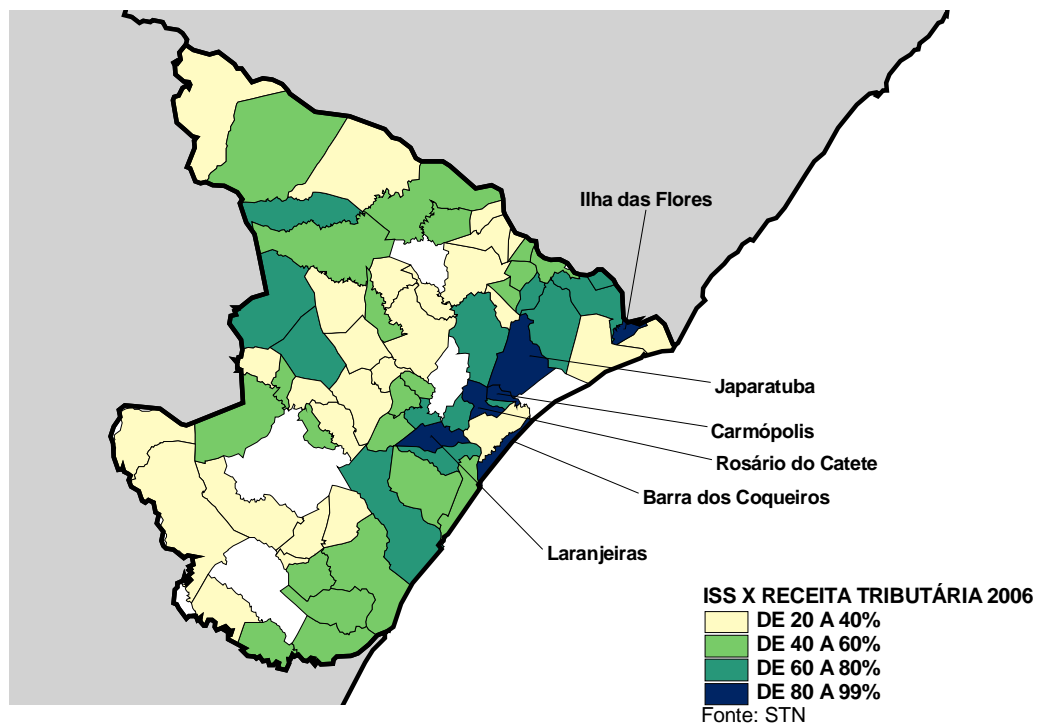 Ilha das Flores
Japaratuba
Carmópolis
Rosário do Catete
Barra dos Coqueiros
Laranjeiras
ISS X RECEITA TRIBUTÁRIA 2006
DE 20 A 40%
DE 40 A 60%
DE 60 A 80%
DE 80 A 99%
Fonte: STN